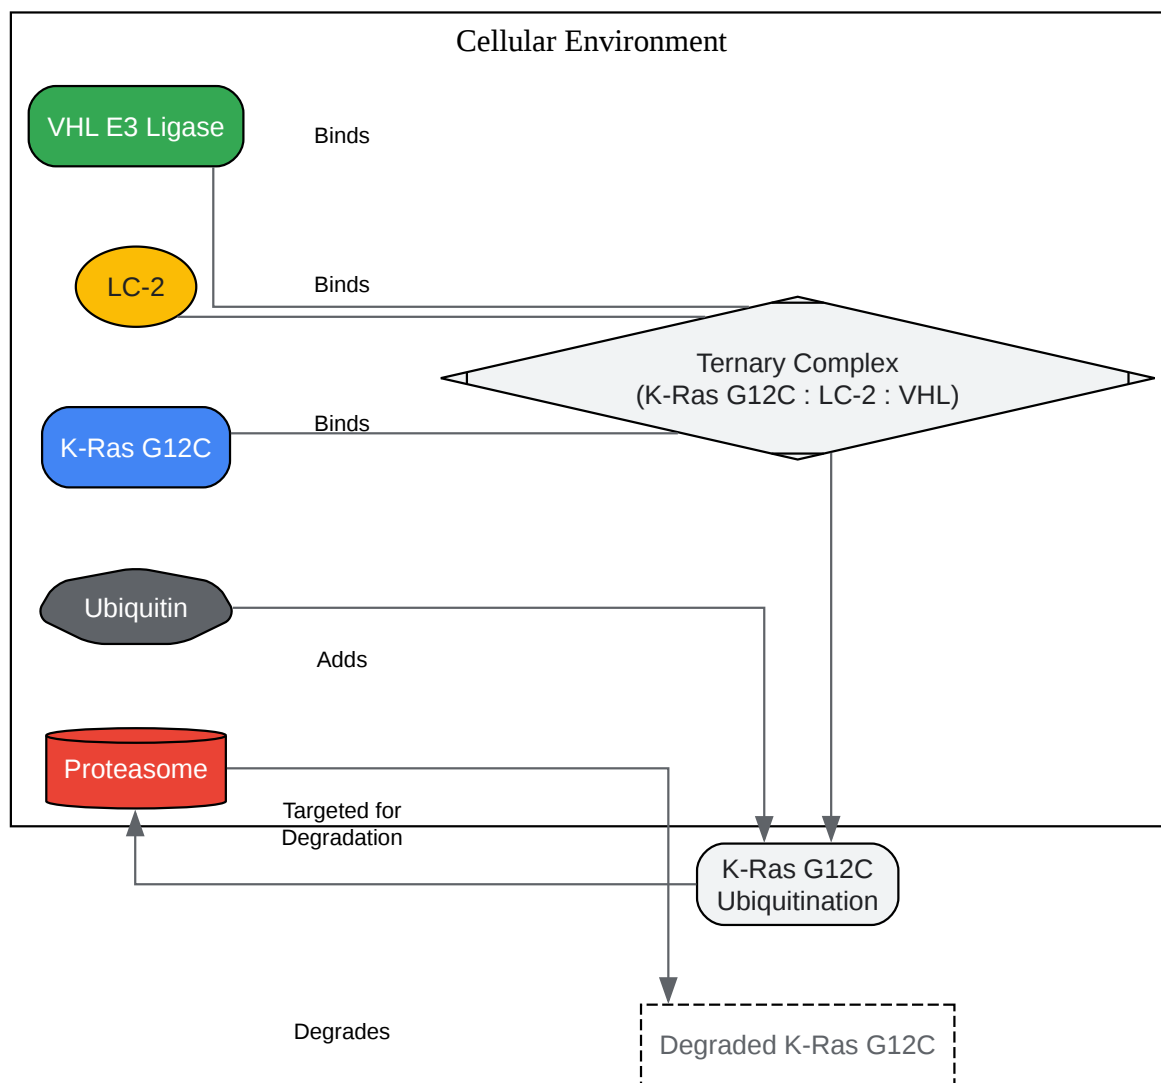 Cellular Environment
VHL E3 Ligase
Binds
LC-2
Binds
Ternary Complex
(K-Ras G12C : LC-2 : VHL)
K-Ras G12C
Binds
Ubiquitin
Adds
Proteasome
Targeted for
Degradation
K-Ras G12C
Ubiquitination
Degrades
Degraded K-Ras G12C